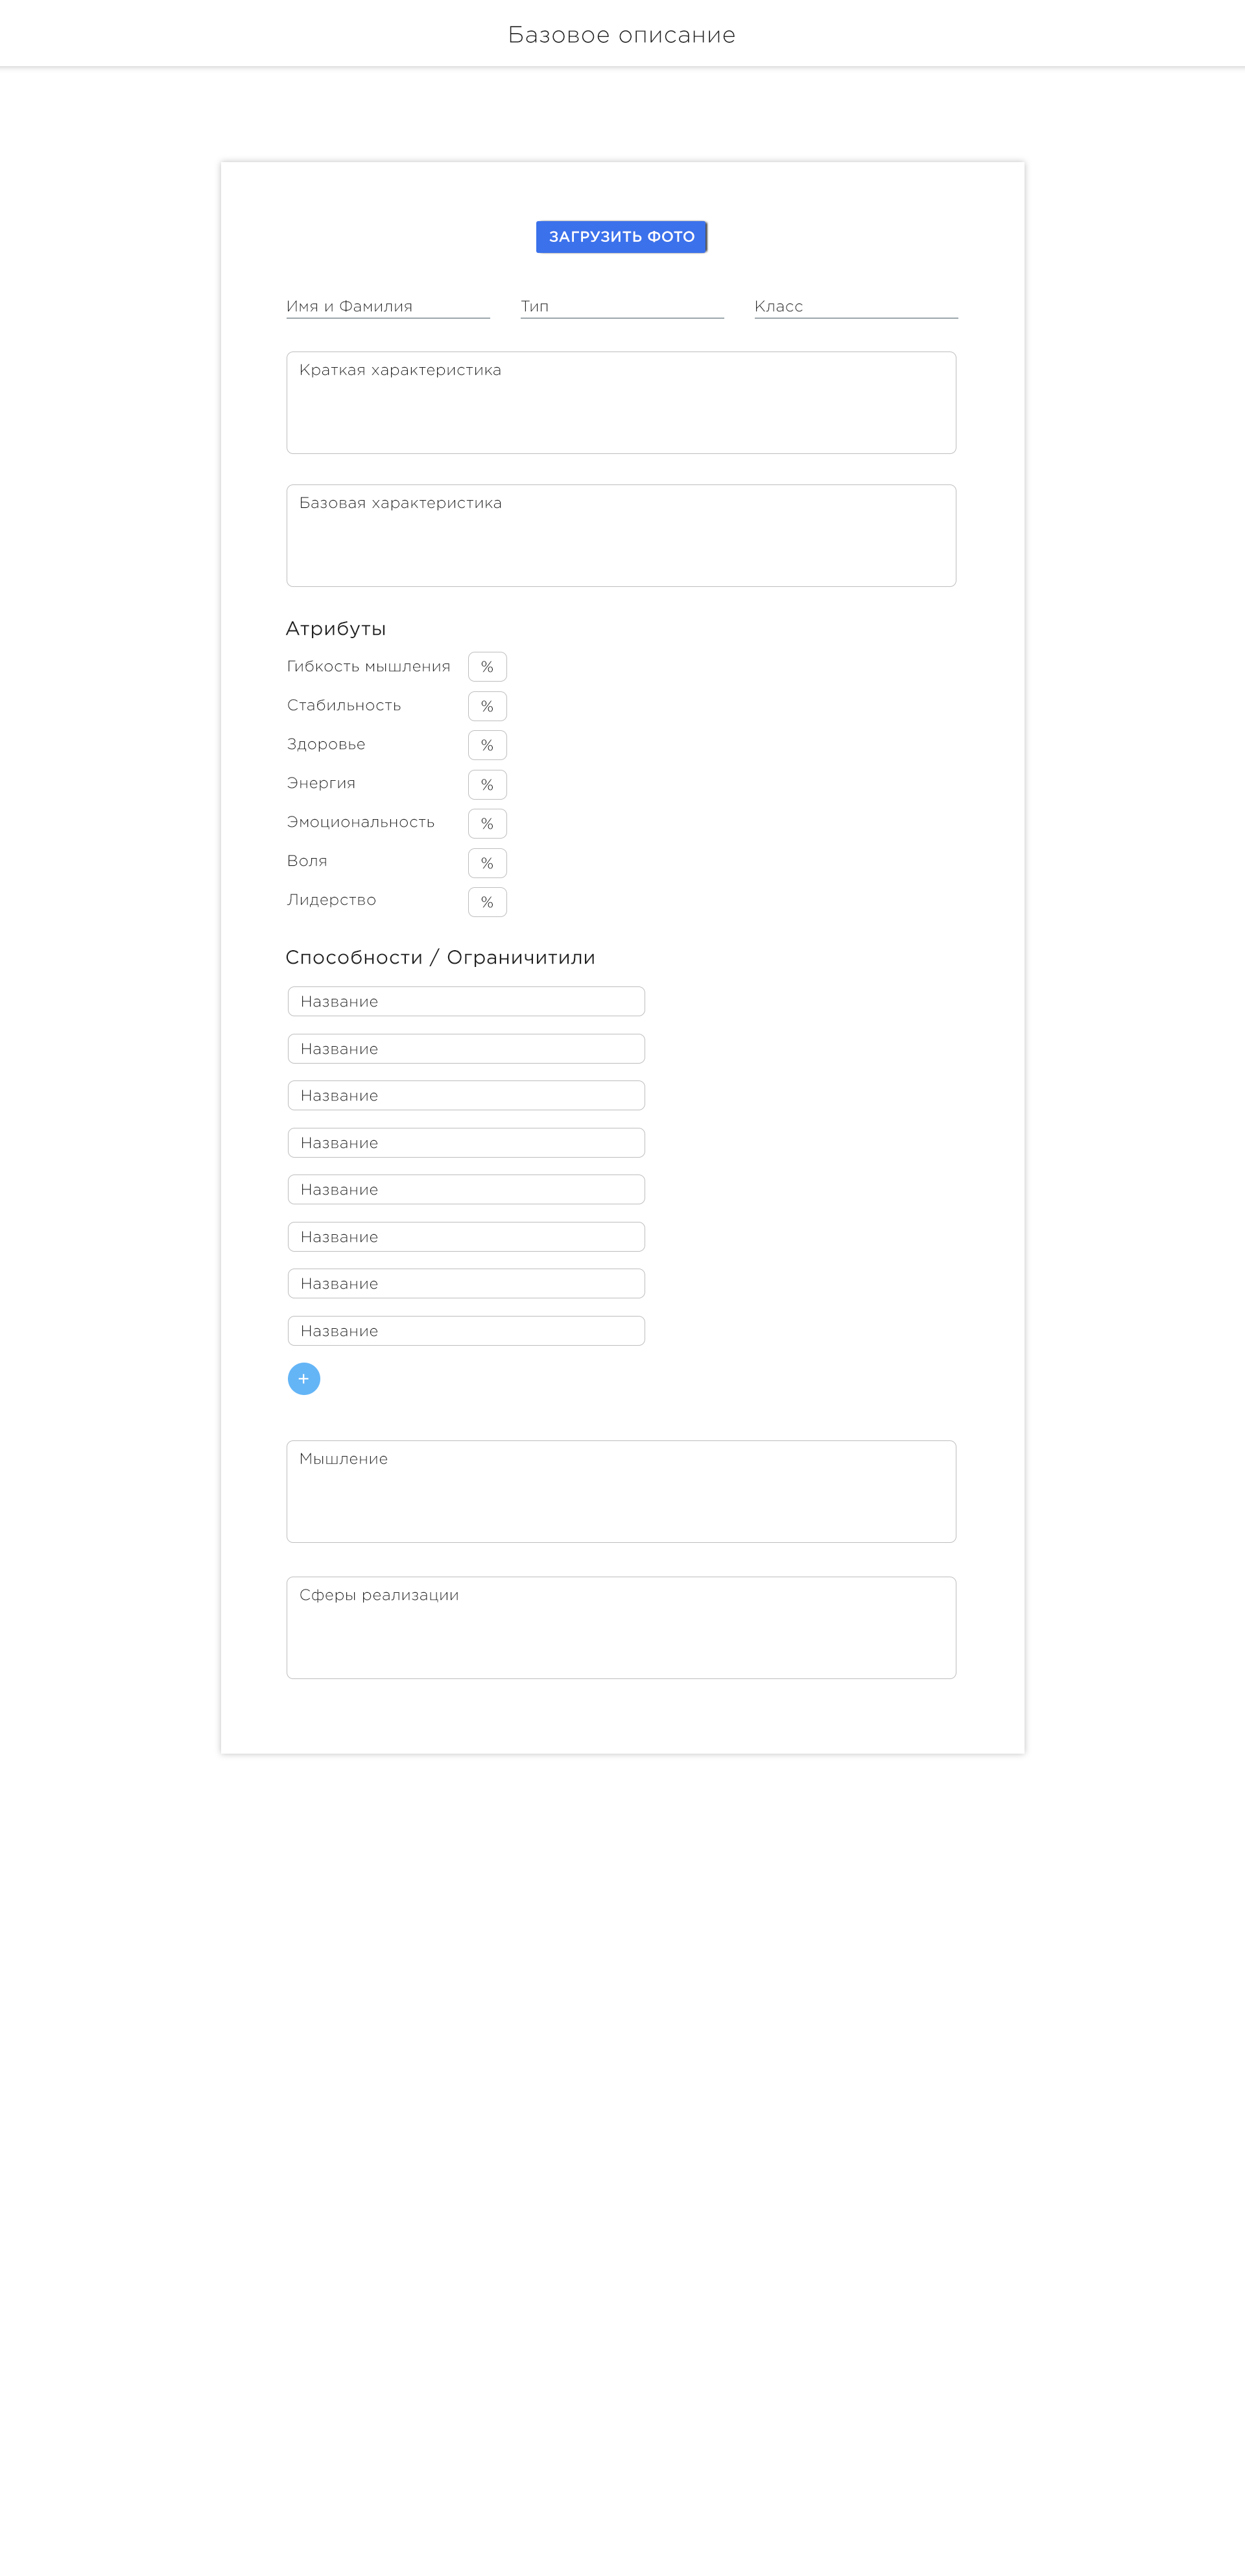 Базовое описание
ЗАГРУЗИТЬ ФОТО
Имя и Фамилия Тип Класс
Краткая характеристика
Базовая характеристика
Атрибуты
Гибкость мышления %
Стабильность %
Здоровье %
Энергия %
Эмоциональность %
Воля %
Лидерство %
Способности / Ограничитили
Название
Название
Название
Название
Название
Название
Название
Название
+
Мышление
Сферы реализации